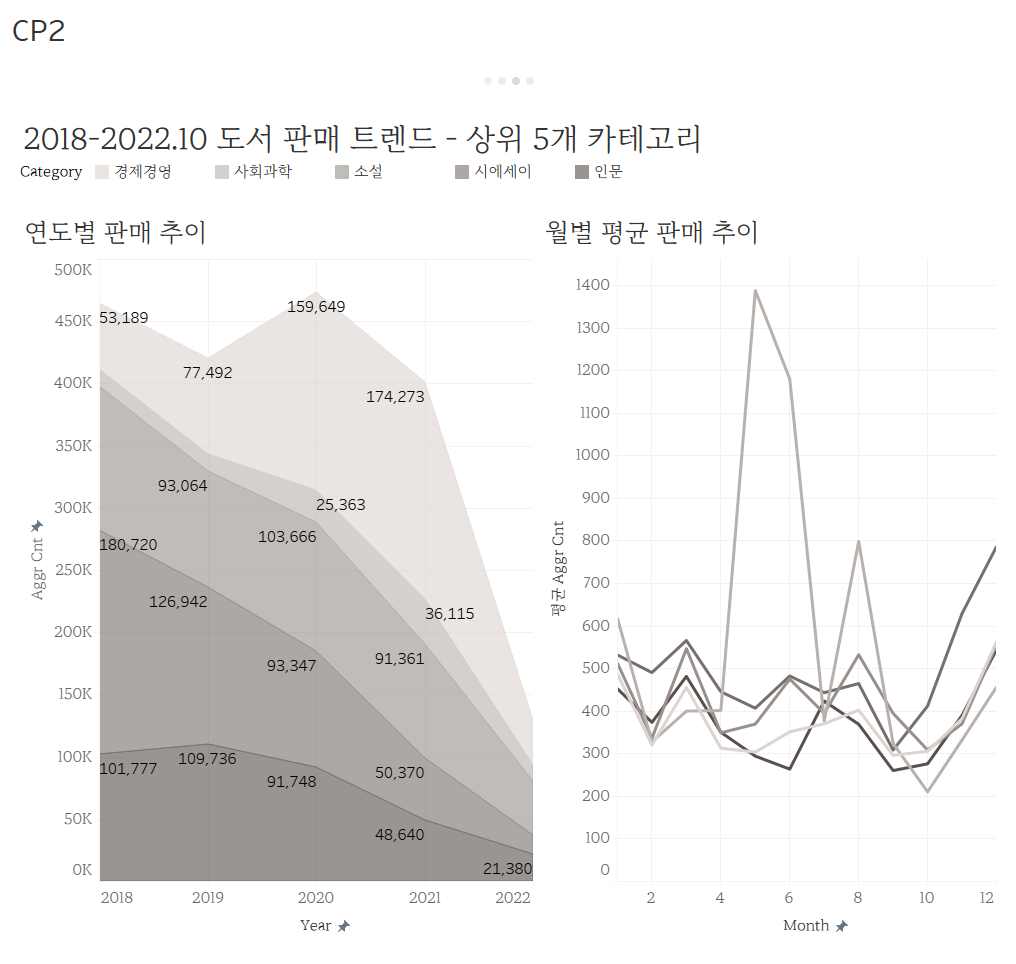 CP2
2018-2022.10 도서 판매 트렌드 - 상위 5개 카테고리
Category 경제경영 사회과학 소설 시에세이 인문
연도별 판매 추이
500K
450K
400K
350K
300K
250K
200K
150K
100K
50K
0K
Aggr Cnt
53,189
77,492
159,649
174,273
93,064
25,363
103,666
180,720
126,942
36,115
93,347
91,361
101,777
109,736
91,748
50,370
48,640
21,380
2018 2019 2020 2021 2022
Year
월별 평균 판매 추이
1400
1300
1200
1100
1000
900
800
700
600
500
400
300
200
100
0
평균 Aggr Cnt
2 4 6 8 10 12
Month